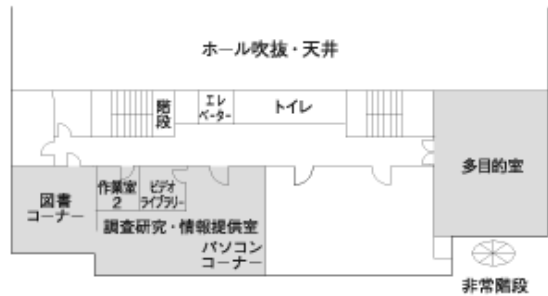 ホール吹抜・天井
階段
エレ
ベーター
トイレ
多目的室
図書
コーナー
作業室
2
ビデオ
ライブラリー
調査研究・情報提供室
パソコン
コーナー
非常階段